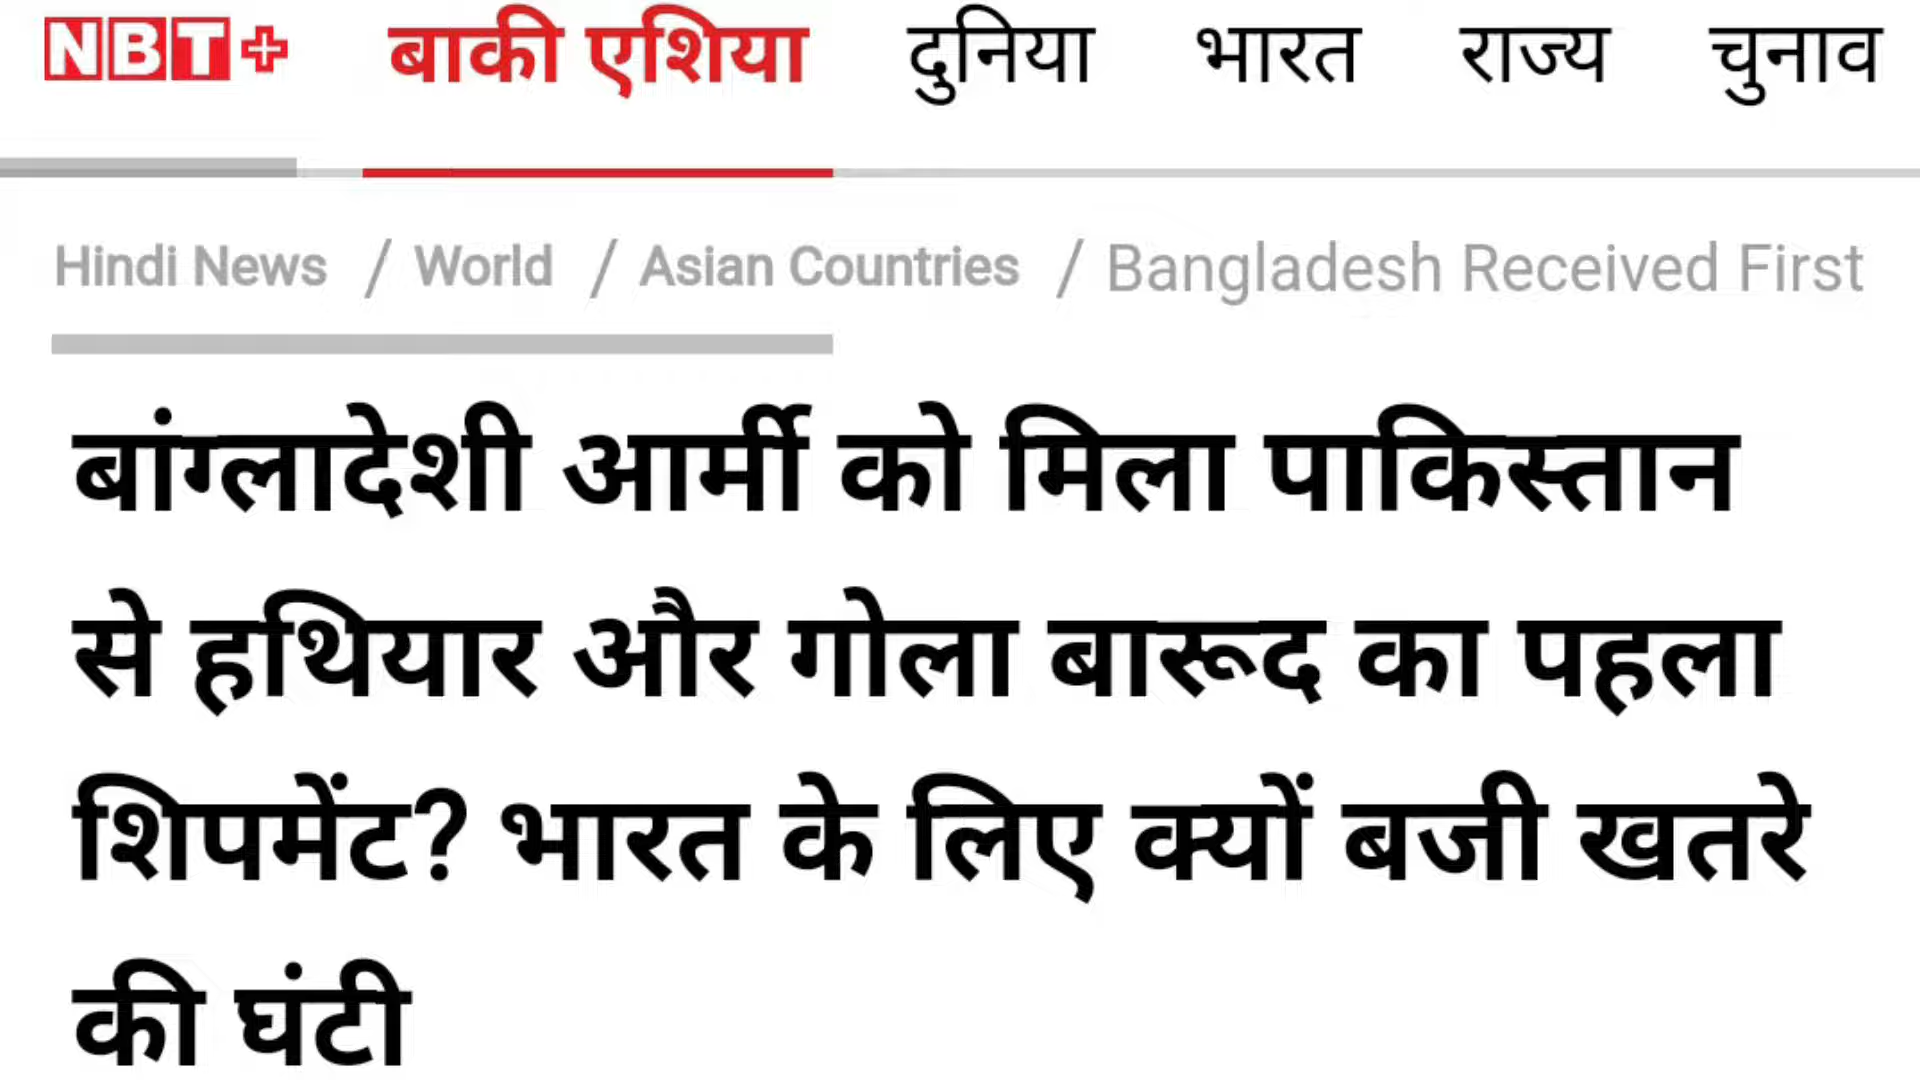 NBT+ बाकी एशिया दुनिया भारत राज्य चुनाव
Hindi News / World / Asian Countries / Bangladesh Received First
बांग्लादेशी आर्मी को मिला पाकिस्तान
से हथियार और गोला बारूद का पहला
शिपमेंट? भारत के लिए क्यों बजी खतरे
की घंटी